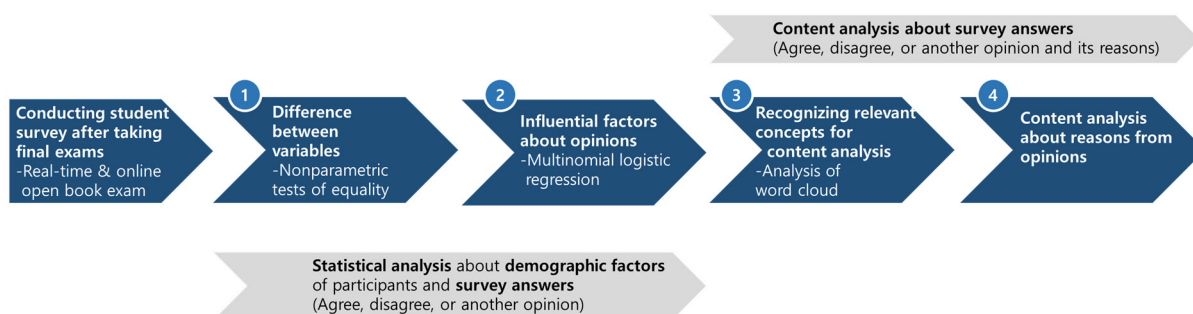 Content analysis about survey answers
(Agree, disagree, or another opinion and its reasons)
Conducting student
survey after taking
final exams
-Real-time & online
open book exam
1
Difference
between
variables
-Nonparametric
tests of equality
2
Influential factors
about opinions
-Multinomial logistic
regression
3
Recognizing relevant
concepts for
content analysis
-Analysis of
word cloud
4
Content analysis
about reasons from
opinions
Statistical analysis about demographic factors
of participants and survey answers
(Agree, disagree, or another opinion)